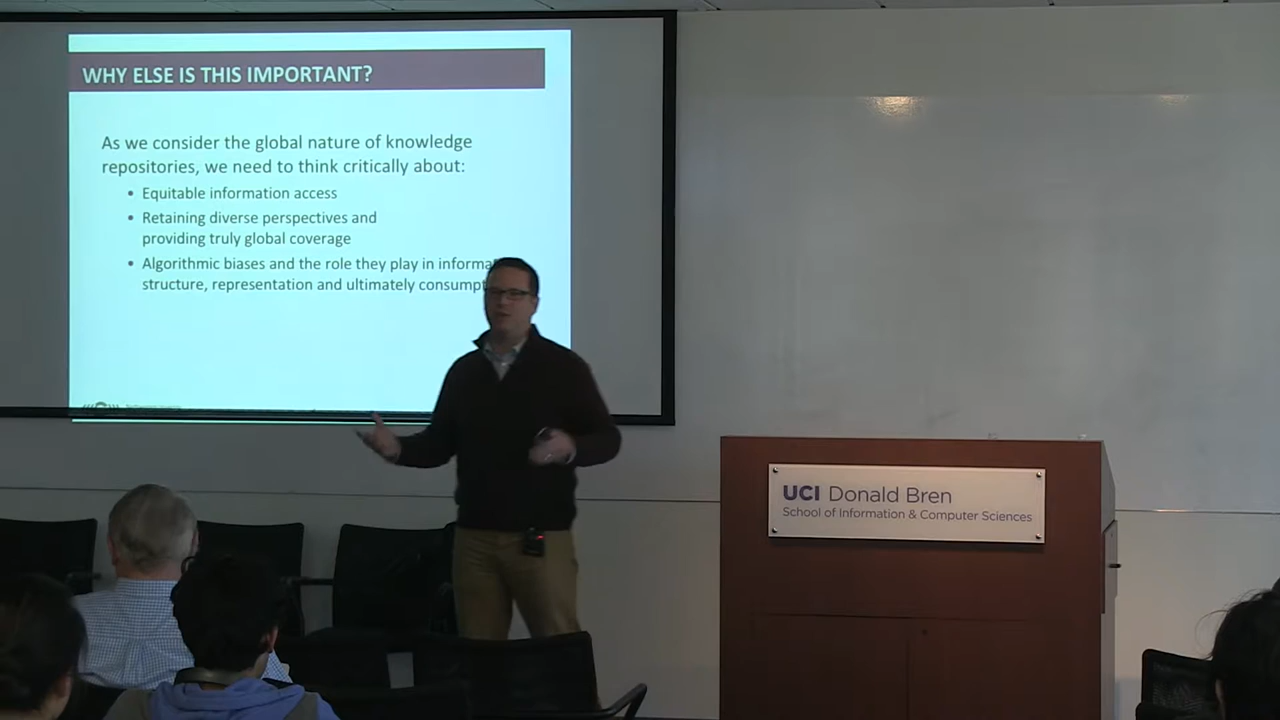 WHY ELSE IS THIS IMPORTANT?
As we consider the global nature of knowledge
repositories, we need to think critically about:
• Equitable information access
• Retaining diverse perspectives and
providing truly global coverage
• Algorithmic biases and the role they play in informa
structure, representation and ultimately consumpt
UCI Donald Bren
School of Information & Computer Sciences